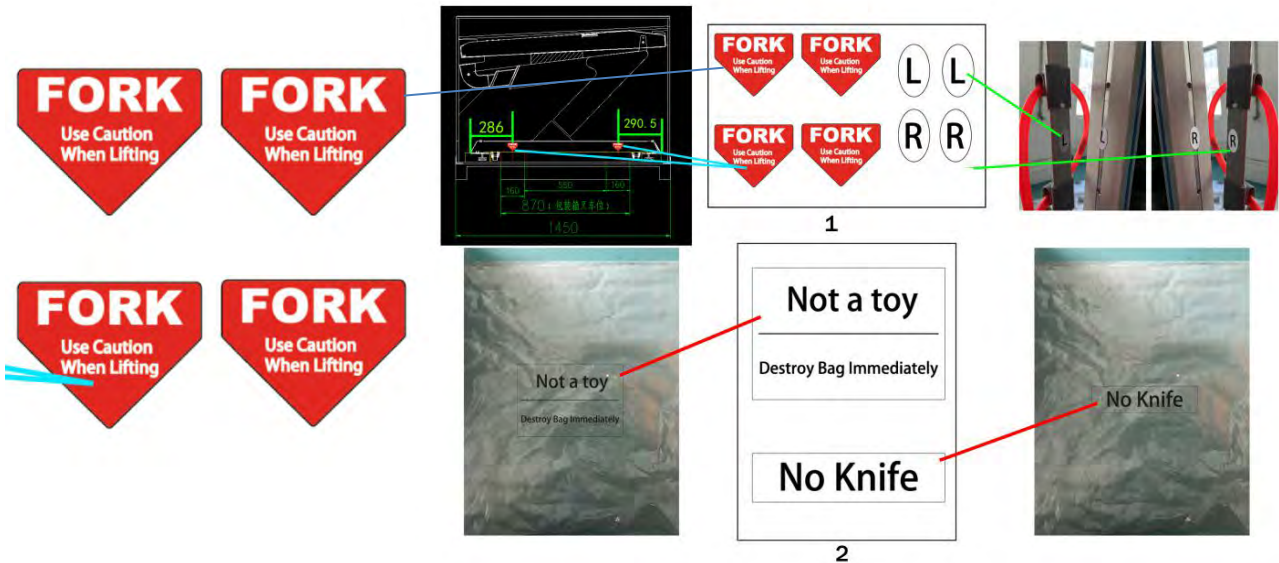 FORK
Use Caution
When Lifting
FORK
Use Caution
When Lifting
FORK
Use Caution
When Lifting
FORK
Use Caution
When Lifting
286
290.5
160
550
160
1450
FORK
Use Caution
When Lifting
FORK
Use Caution
When Lifting
L
L
FORK
Use Caution
When Lifting
FORK
Use Caution
When Lifting
R
R
1
L
L
R
R
Not a toy
Destroy Bag Immediately
Not a toy
Destroy Bag Immediately
No Knife
2
No Knife